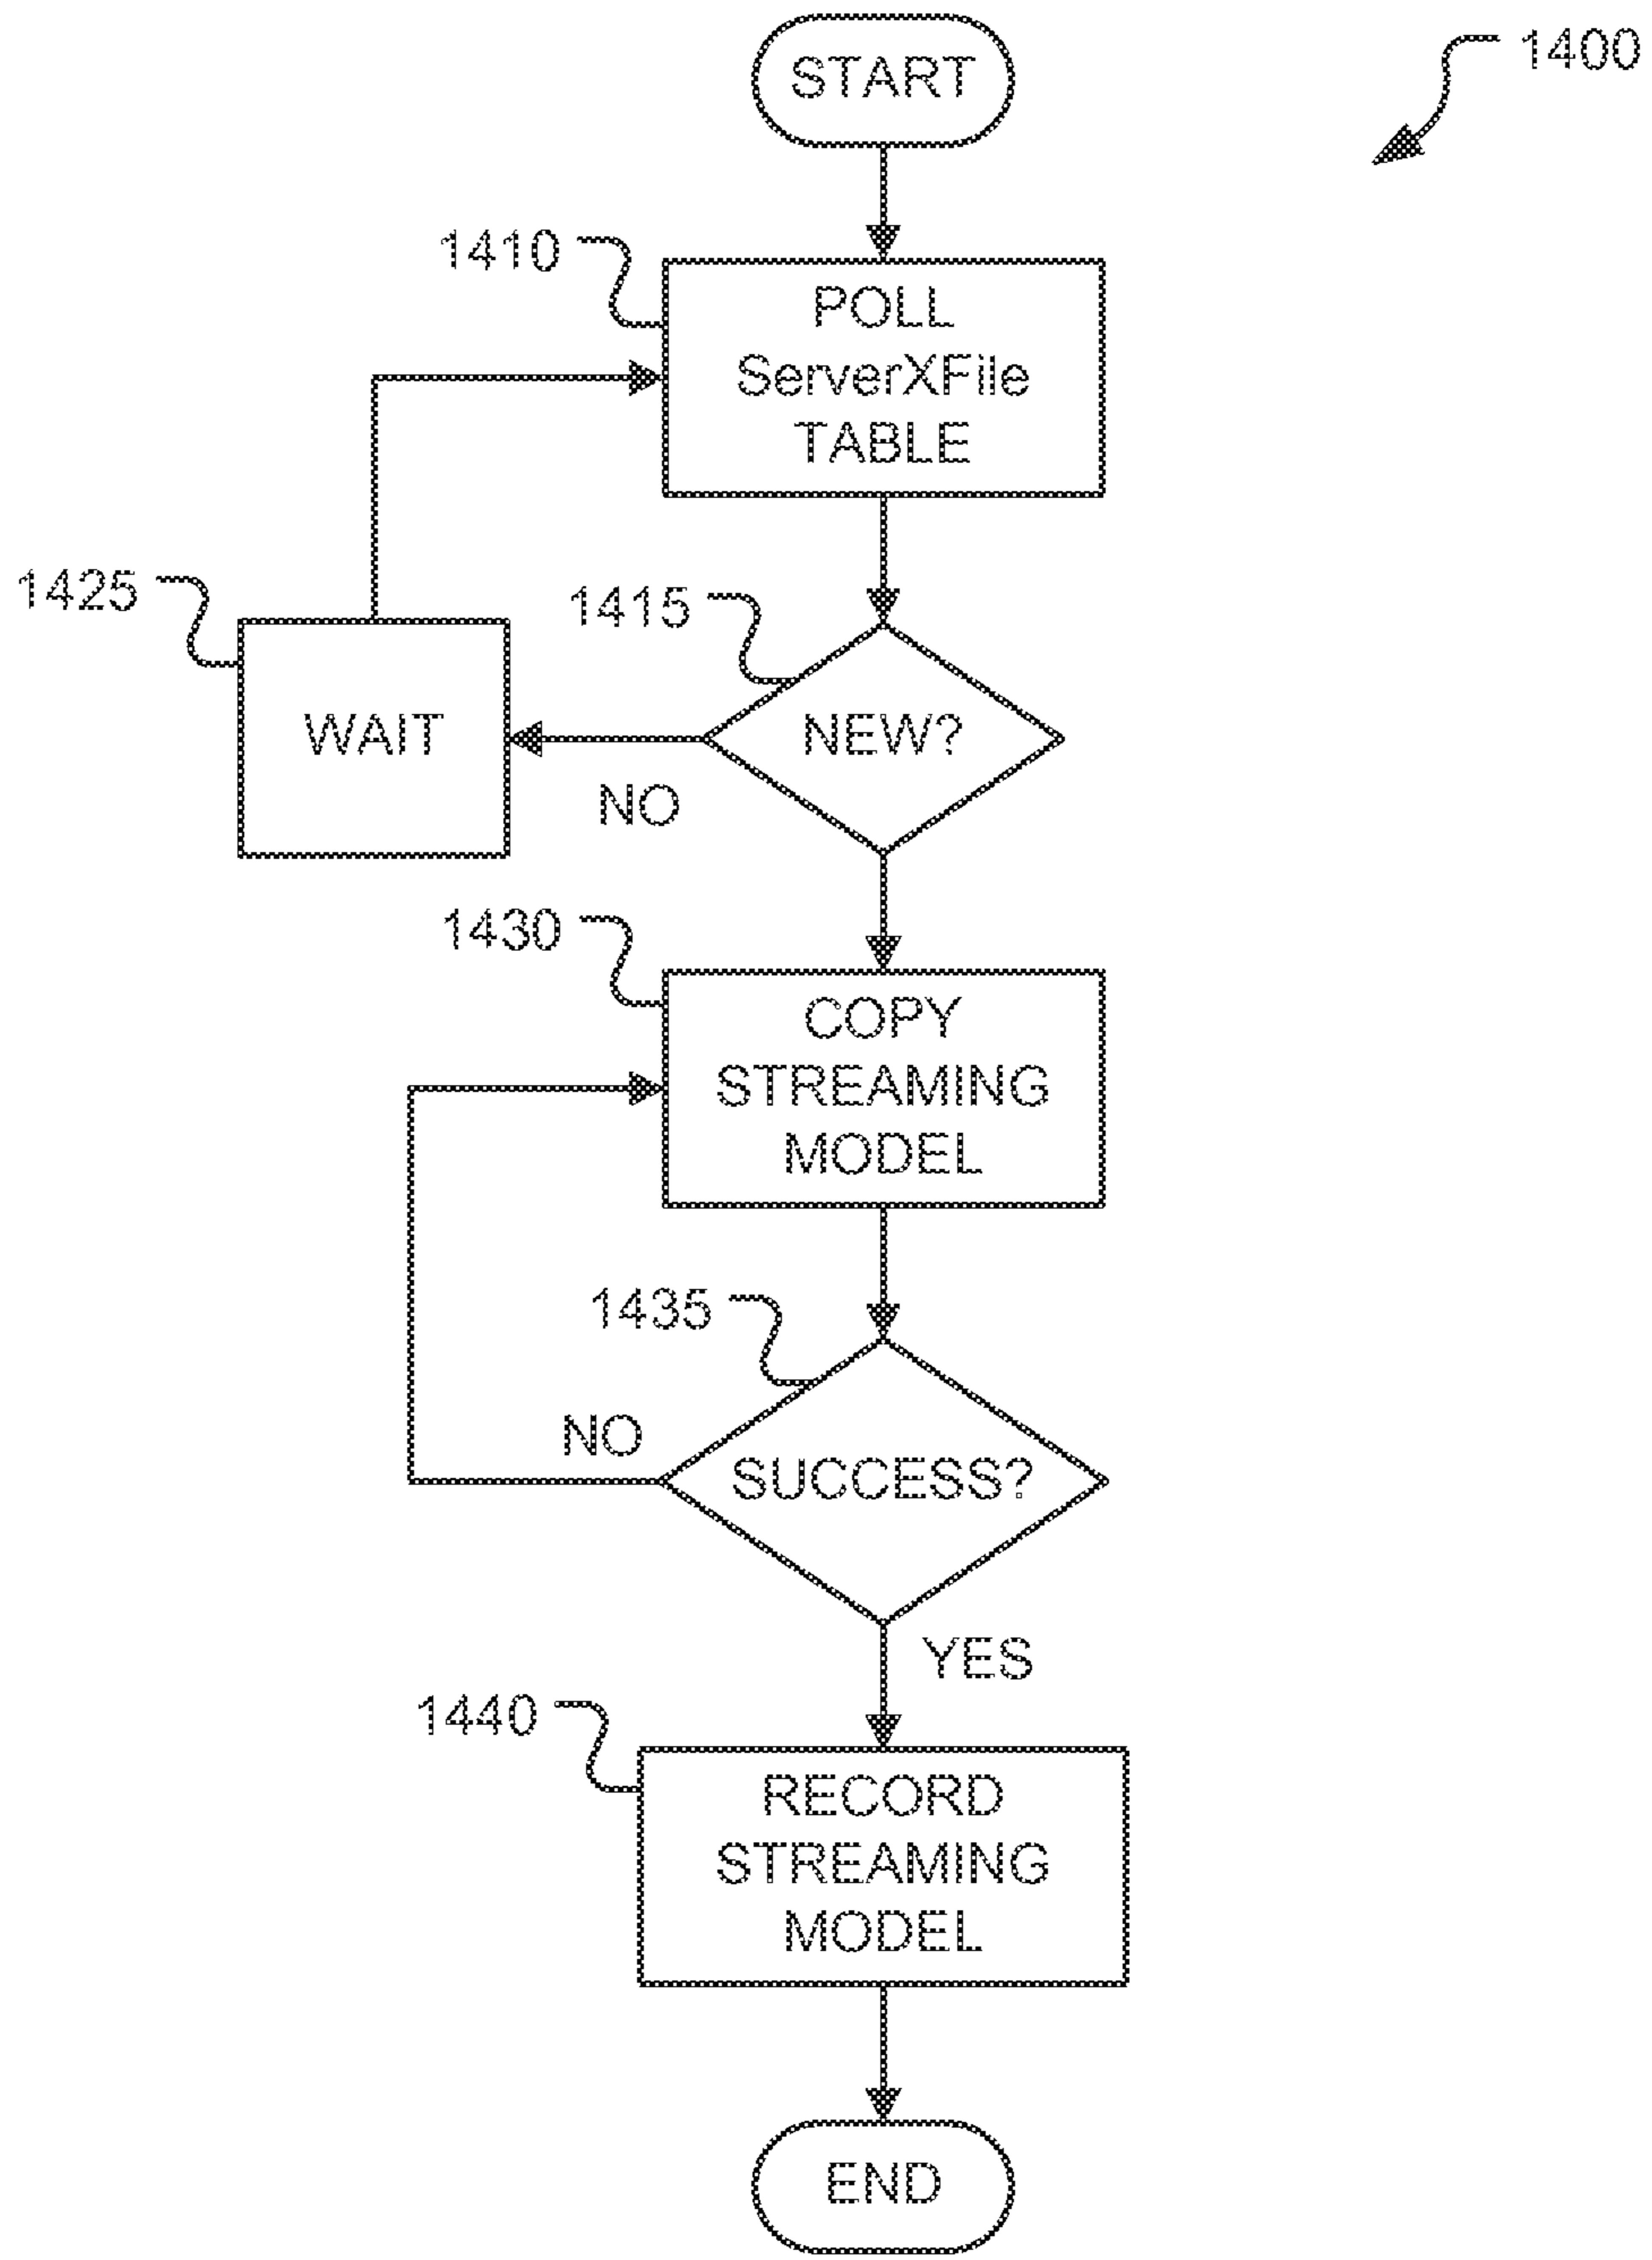 START
1400
1410
POLL
ServerXFile
TABLE
1425
1415
WAIT
NEW?
NO
1430
COPY
STREAMING
MODEL
1435
NO
SUCCESS?
YES
1440
RECORD
STREAMING
MODEL
END